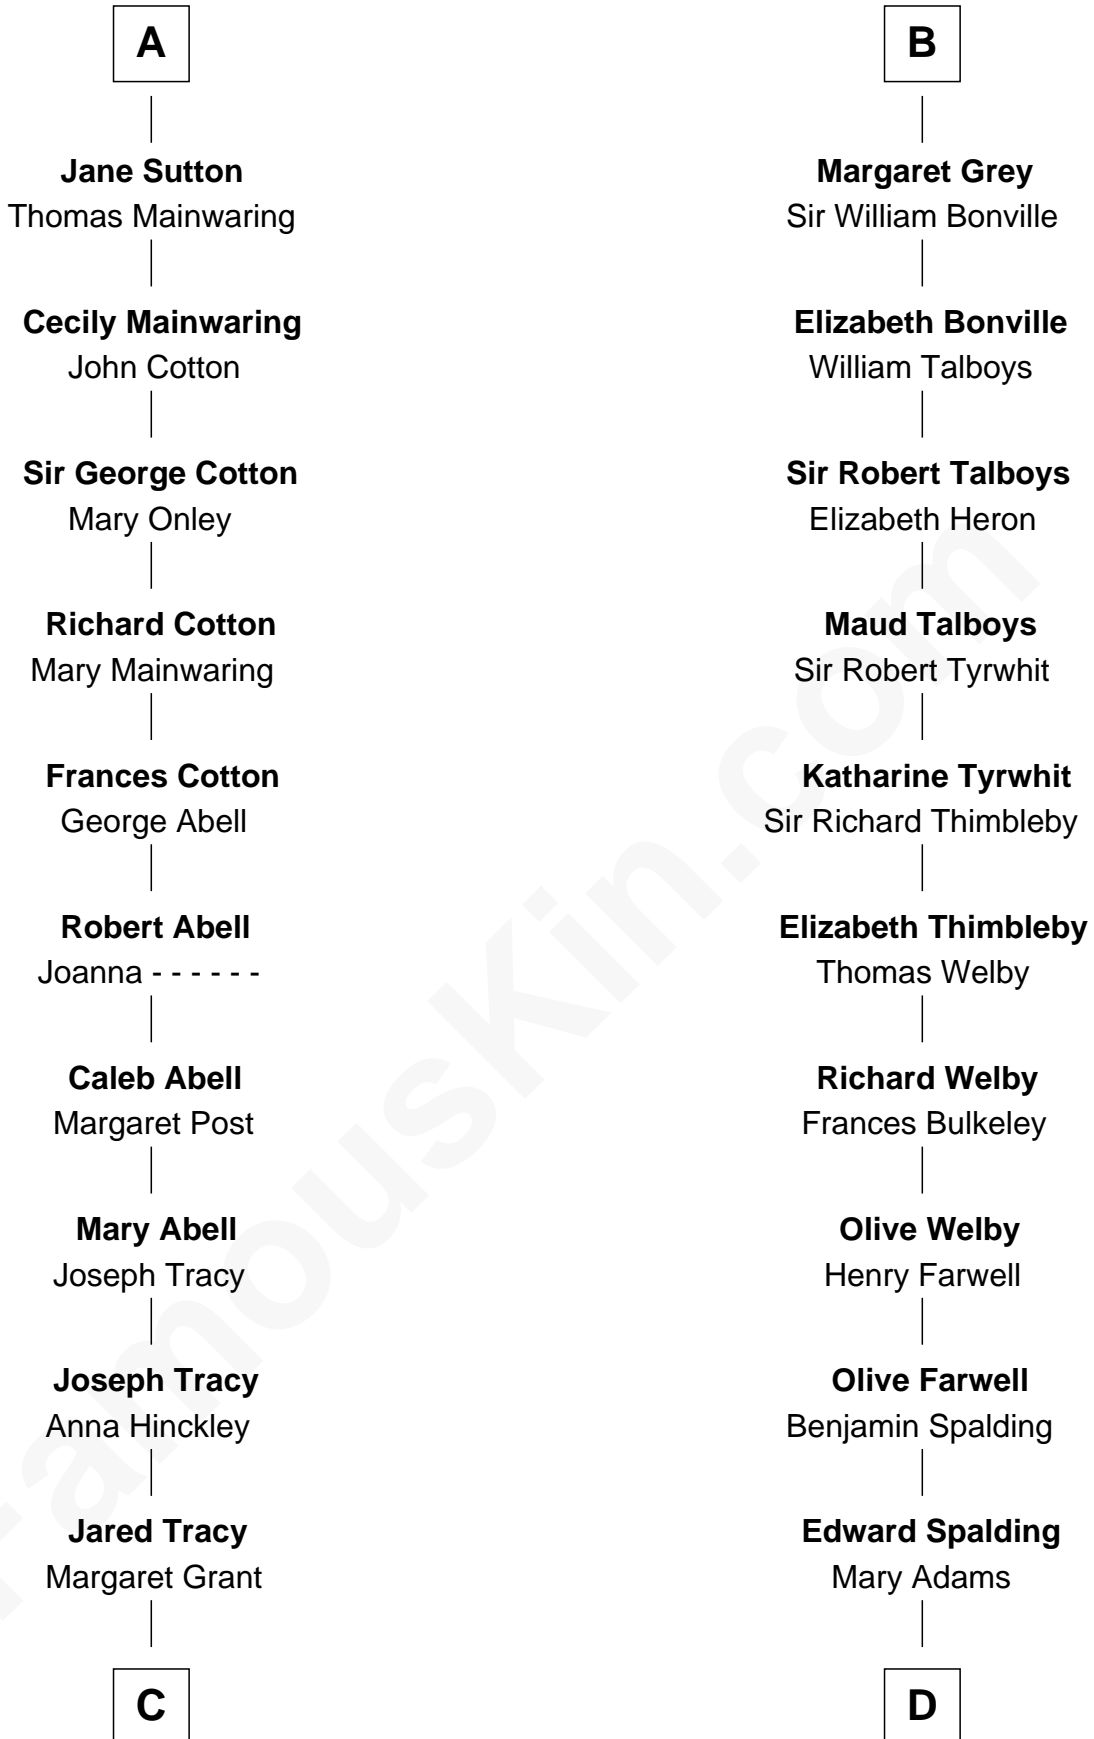 A
Jane Sutton
Thomas Mainwaring
Cecily Mainwaring
John Cotton
Sir George Cotton
Mary Onley
Richard Cotton
Mary Mainwaring
Frances Cotton
George Abell
Robert Abell
Joanna - - - - - -
Caleb Abell
Margaret Post
Mary Abell
Joseph Tracy
Joseph Tracy
Anna Hinckley
Jared Tracy
Margaret Grant
C
B
Margaret Grey
Sir William Bonville
Elizabeth Bonville
William Talboys
Sir Robert Talboys
Elizabeth Heron
Maud Talboys
Sir Robert Tyrwhit
Katharine Tyrwhit
Sir Richard Thimbleby
Elizabeth Thimbleby
Thomas Welby
Richard Welby
Frances Bulkeley
Olive Welby
Henry Farwell
Olive Farwell
Benjamin Spalding
Edward Spalding
Mary Adams
D
FamousKin.com